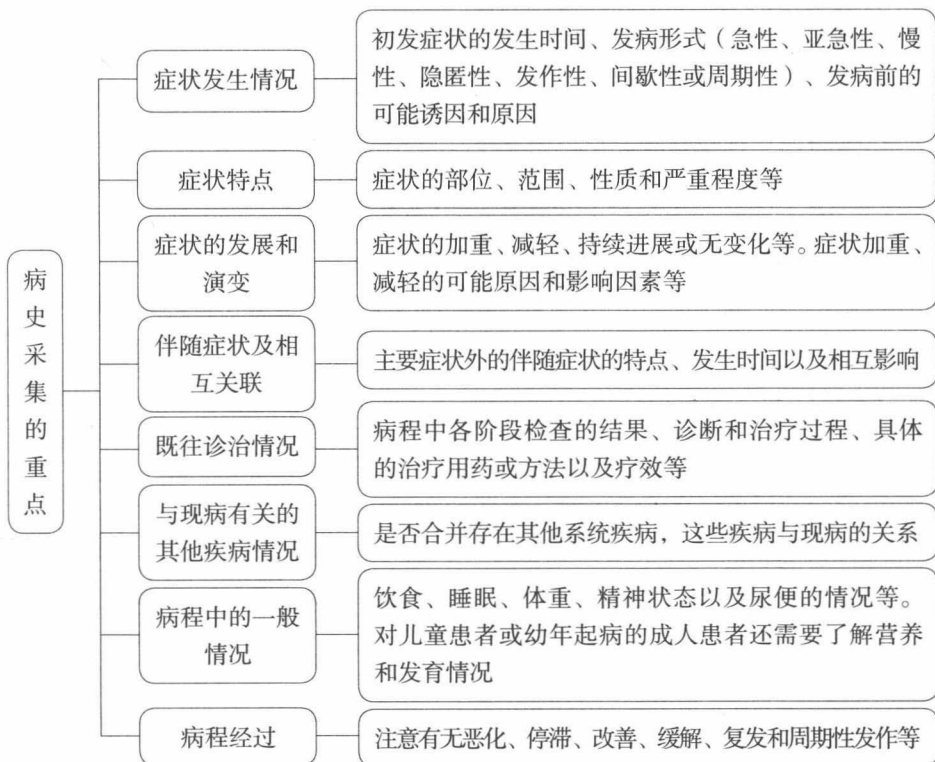 病史采集的重点
症状发生情况
初发症状的发生时间、发病形式（急性、亚急性、慢
性、隐匿性、发作性、间歇性或周期性）、发病前的
可能诱因和原因
症状特点
症状的部位、范围、性质和严重程度等
症状的发展和
演变
症状的加重、减轻、持续进展或无变化等。症状加重、
减轻的可能原因和影响因素等
伴随症状及相
互关联
主要症状外的伴随症状的特点、发生时间以及相互影响
既往诊治情况
病程中各阶段检查的结果、诊断和治疗过程、具体
的治疗用药或方法以及疗效等
与现病有关的
其他疾病情况
是否合并存在其他系统疾病，这些疾病与现病的关系
病程中的一般
情况
饮食、睡眠、体重、精神状态以及尿便的情况等。
对儿童患者或幼年起病的成人患者还需要了解营养
和发育情况
病程经过
注意有无恶化、停滞、改善、缓解、复发和周期性发作等